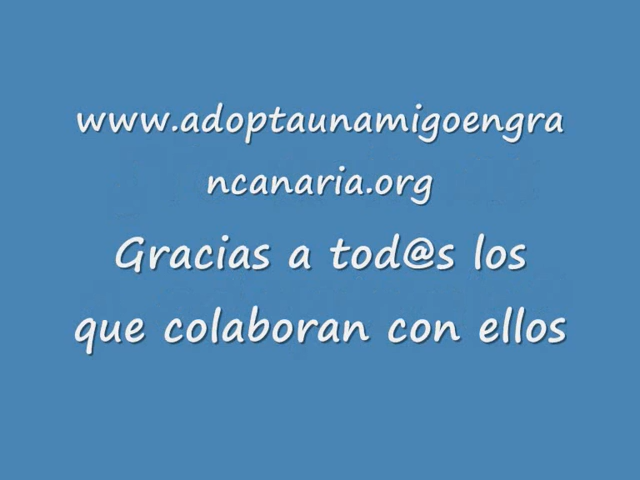 www.adoptaunamigoengra
ncanaria.org
Gracias a tod@s los
que colaboran con ellos